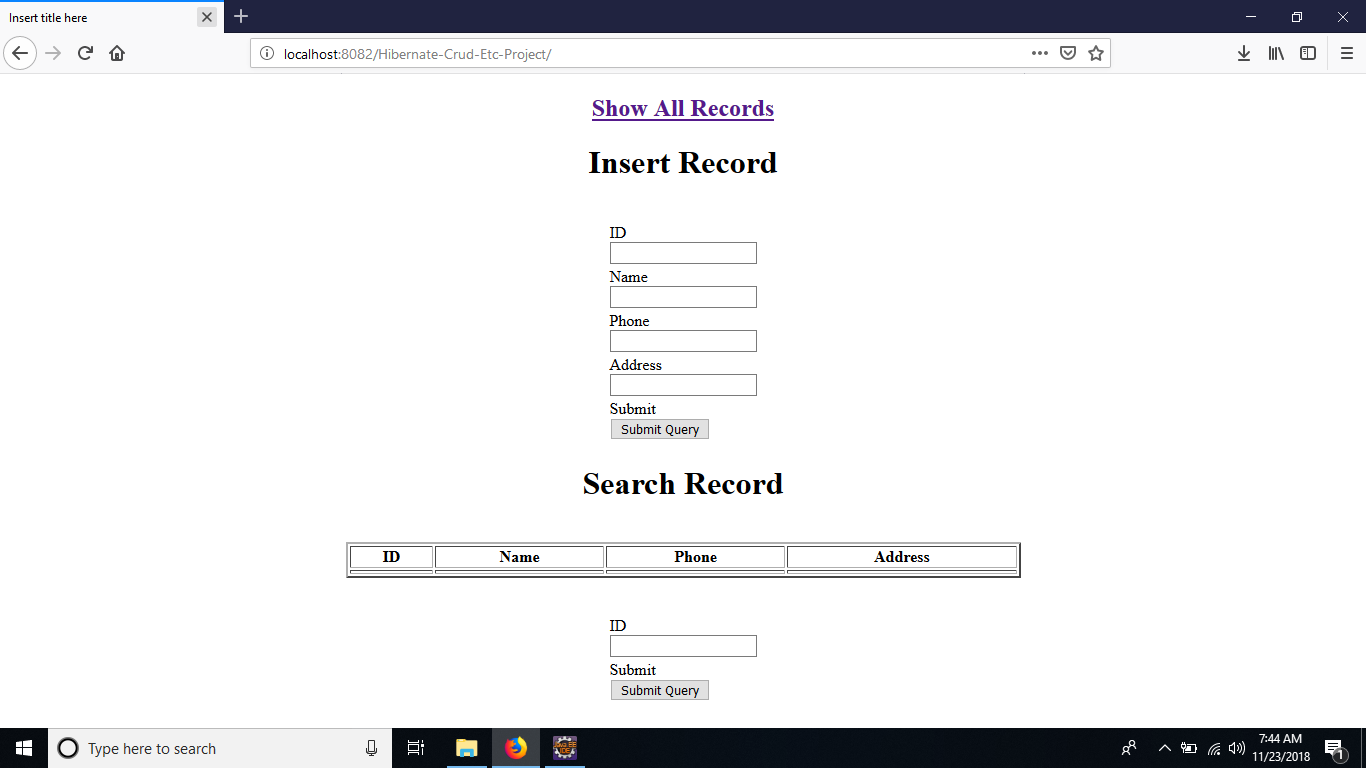 Insert title here
localhost:8082/Hibernate-Crud-Etc-Project/
Show All Records
Insert Record
ID
Name
Phone
Address
Submit
Submit Query
Search Record
ID Name Phone Address
ID
Submit
Submit Query
Type here to search
7:44 AM
11/23/2018
1